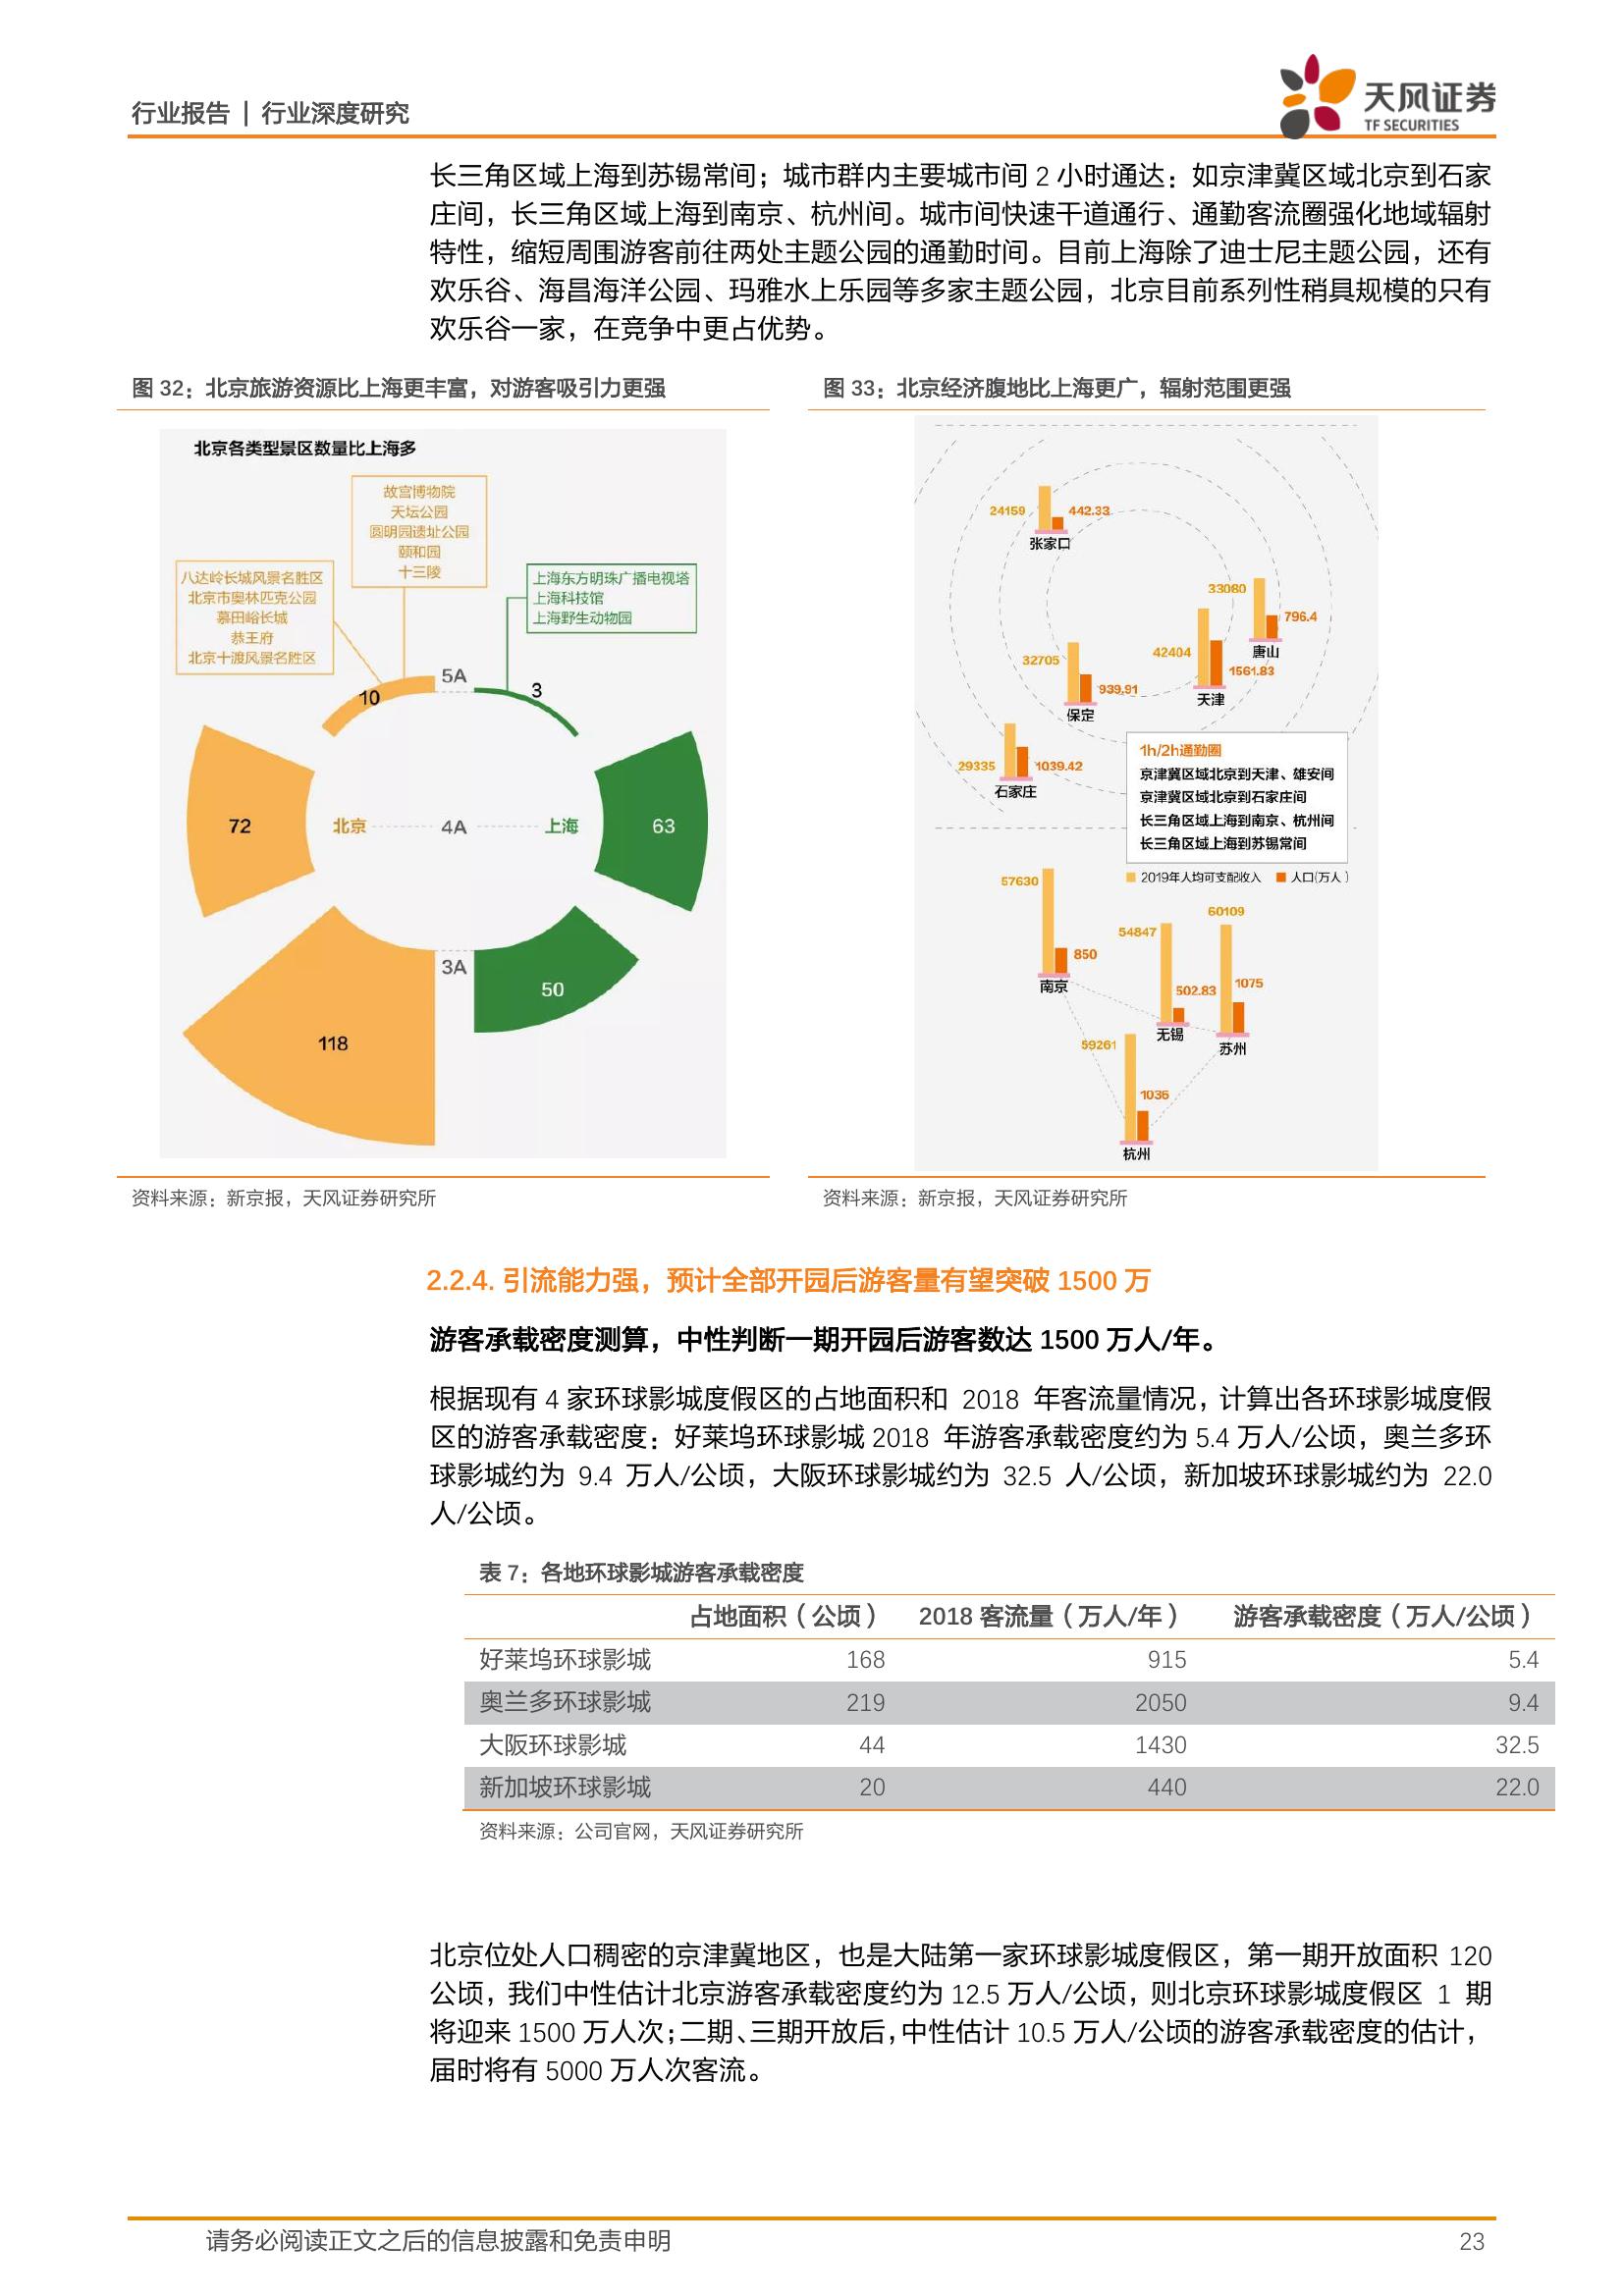 行业报告 | 行业深度研究
天风证券
TF SECURITIES
长三角区域上海到苏锡常间；城市群内主要城市间 2 小时通达：如京津冀区域北京到石家
庄间，长三角区域上海到南京、杭州间。城市间快速干道通行、通勤客流圈强化地域辐射
特性，缩短周围游客前往两处主题公园的通勤时间。目前上海除了迪士尼主题公园，还有
欢乐谷、海昌海洋公园、玛雅水上乐园等多家主题公园，北京目前系列性稍具规模的只有
欢乐谷一家，在竞争中更占优势。
图 32：北京旅游资源比上海更丰富，对游客吸引力更强
北京各类型景区数量比上海多
故宫博物院
天坛公园
圆明园遗址公园
颐和园
十三陵
八达岭长城风景名胜区
北京市奥林匹克公园
慕田峪长城
恭王府
北京十渡风景名胜区
上海东方明珠广播电视塔
上海科技馆
上海野生动物园
10
5A
3
72
北京
4A
上海
63
3A
50
118
资料来源：新京报，天风证券研究所
图 33：北京经济腹地比上海更广，辐射范围更强
24159
442.33
张家口
33080
796.4
唐山
42404
1561.83
天津
32705
939.91
保定
29335
1039.42
石家庄
1h/2h通勤圈
京津冀区域北京到天津、雄安间
京津冀区域北京到石家庄间
长三角区域上海到南京、杭州间
长三角区域上海到苏锡常间
2019年人均可支配收入 人口(万人)
57630
850
南京
54847
502.83
无锡
60109
1075
苏州
59261
1036
杭州
资料来源：新京报，天风证券研究所
2.2.4. 引流能力强，预计全部开园后游客量有望突破 1500 万
游客承载密度测算，中性判断一期开园后游客数达 1500 万人/年。
根据现有 4 家环球影城度假区的占地面积和 2018 年客流量情况，计算出各环球影城度假
区的游客承载密度：好莱坞环球影城 2018 年游客承载密度约为 5.4 万人/公顷，奥兰多环
球影城约为 9.4 万人/公顷，大阪环球影城约为 32.5 人/公顷，新加坡环球影城约为 22.0
人/公顷。
表 7：各地环球影城游客承载密度
占地面积（公顷） 2018 客流量（万人/年） 游客承载密度（万人/公顷）
好莱坞环球影城 168 915 5.4
奥兰多环球影城 219 2050 9.4
大阪环球影城 44 1430 32.5
新加坡环球影城 20 440 22.0
资料来源：公司官网，天风证券研究所
北京位处人口稠密的京津冀地区，也是大陆第一家环球影城度假区，第一期开放面积 120
公顷，我们中性估计北京游客承载密度约为 12.5 万人/公顷，则北京环球影城度假区 1 期
将迎来 1500 万人次；二期、三期开放后，中性估计 10.5 万人/公顷的游客承载密度的估计，
届时将有 5000 万人次客流。
请务必阅读正文之后的信息披露和免责申明
23